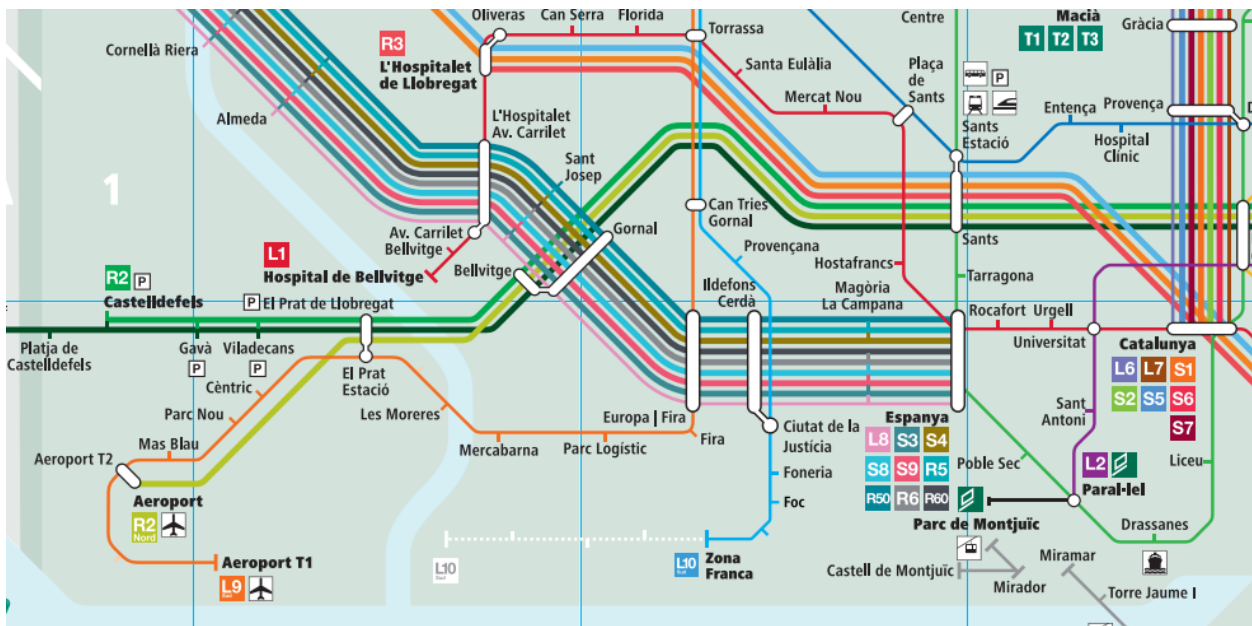 Oliveras
Can Serra
Florida
Torrassa
Centre
Macià
T1 T2 T3
Gràcia
Cornellà Riera
R3
L'Hospitalet
de Llobregat
Santa Eulàlia
Plaça
de
Sants
P
Mercat Nou
Entença
Provença
D
Almeda
L'Hospitalet
Av. Carrilet
Sants
Estació
Hospital
Clínic
Sant
Josep
1
Can Tries
Gornal
Av. Carrilet
Bellvitge
Gornal
Provençana
Sants
L1
Hospital de Bellvitge
Bellvitge
Hostafrancs
Tarragona
R2 P
Castelldefels
P El Prat de Llobregat
Ildefons
Cerdà
Magòria
La Campana
Rocafort Urgell
Universitat
Platja de
Castelldefels
Gavà
P
Viladecans
P
El Prat
Estació
Catalunya
L6 L7 S1
S2 S5 S6
S7
Cèntric
Parc Nou
Les Moreres
Mas Blau
Mercabarna
Parc Logístic
Europa | Fira
Fira
Ciutat de la
Justícia
Espanya
L8 S3 S4
S8 S9 R5
R50 R6 R60
Sant
Antoni
Aeroport T2
Foneria
Poble Sec
L2
Paral·lel
Liceu
Aeroport
R2
Nord
Foc
Parc de Montjuïc
Drassanes
Aeroport T1
L9
Sud
L10
Sud
L10
Sud
Zona
Franca
Castell de Montjuïc
Mirador
Miramar
Torre Jaume I